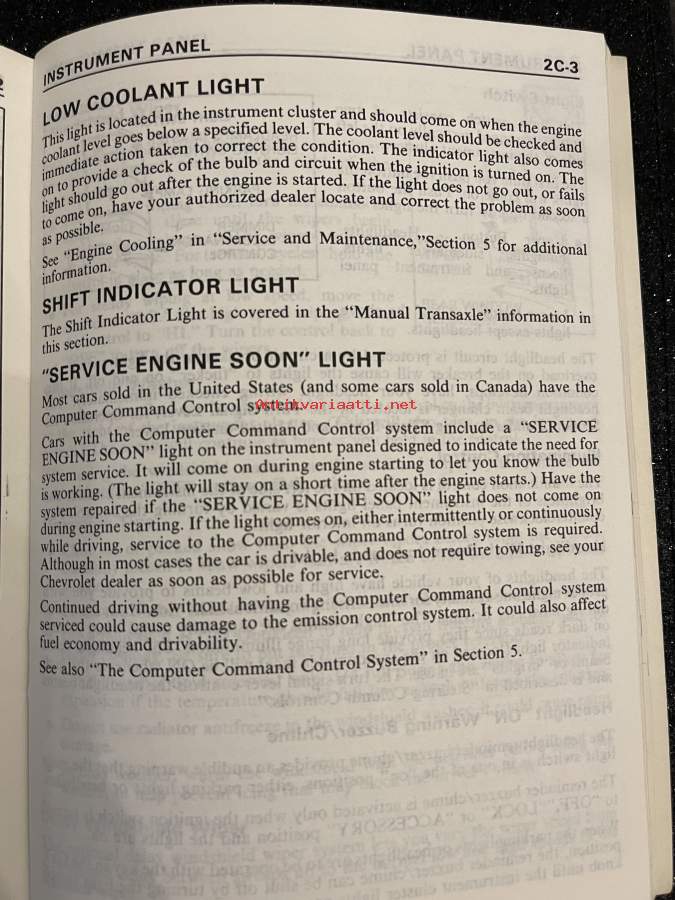 INSTRUMENT PANEL 2C-3
LOW COOLANT LIGHT
This light is located in the instrument cluster and should come on when the engine
coolant level goes below a specified level. The coolant level should be checked and
immediate action taken to correct the condition. The indicator light also comes
on to provide a check of the bulb and circuit when the ignition is turned on. The
light should go out after the engine is started. If the light does not go out, or fails
to come on, have your authorized dealer locate and correct the problem as soon
as possible.
See “Engine Cooling” in “Service and Maintenance,”Section 5 for additional
information.
SHIFT INDICATOR LIGHT
The Shift Indicator Light is covered in the “Manual Transaxle” information in
this section.
“SERVICE ENGINE SOON” LIGHT
Most cars sold in the United States (and some cars sold in Canada) have the
Computer Command Control system.
Antikvariaatti.net
Cars with the Computer Command Control system include a “SERVICE
ENGINE SOON” light on the instrument panel designed to indicate the need for
system service. It will come on during engine starting to let you know the bulb
is working. (The light will stay on a short time after the engine starts.) Have the
system repaired if the “SERVICE ENGINE SOON” light does not come on
during engine starting. If the light comes on, either intermittently or continuously
while driving, service to the Computer Command Control system is required.
Although in most cases the car is drivable, and does not require towing, see your
Chevrolet dealer as soon as possible for service.
Continued driving without having the Computer Command Control system
serviced could cause damage to the emission control system. It could also affect
fuel economy and drivability.
See also “The Computer Command Control System” in Section 5.